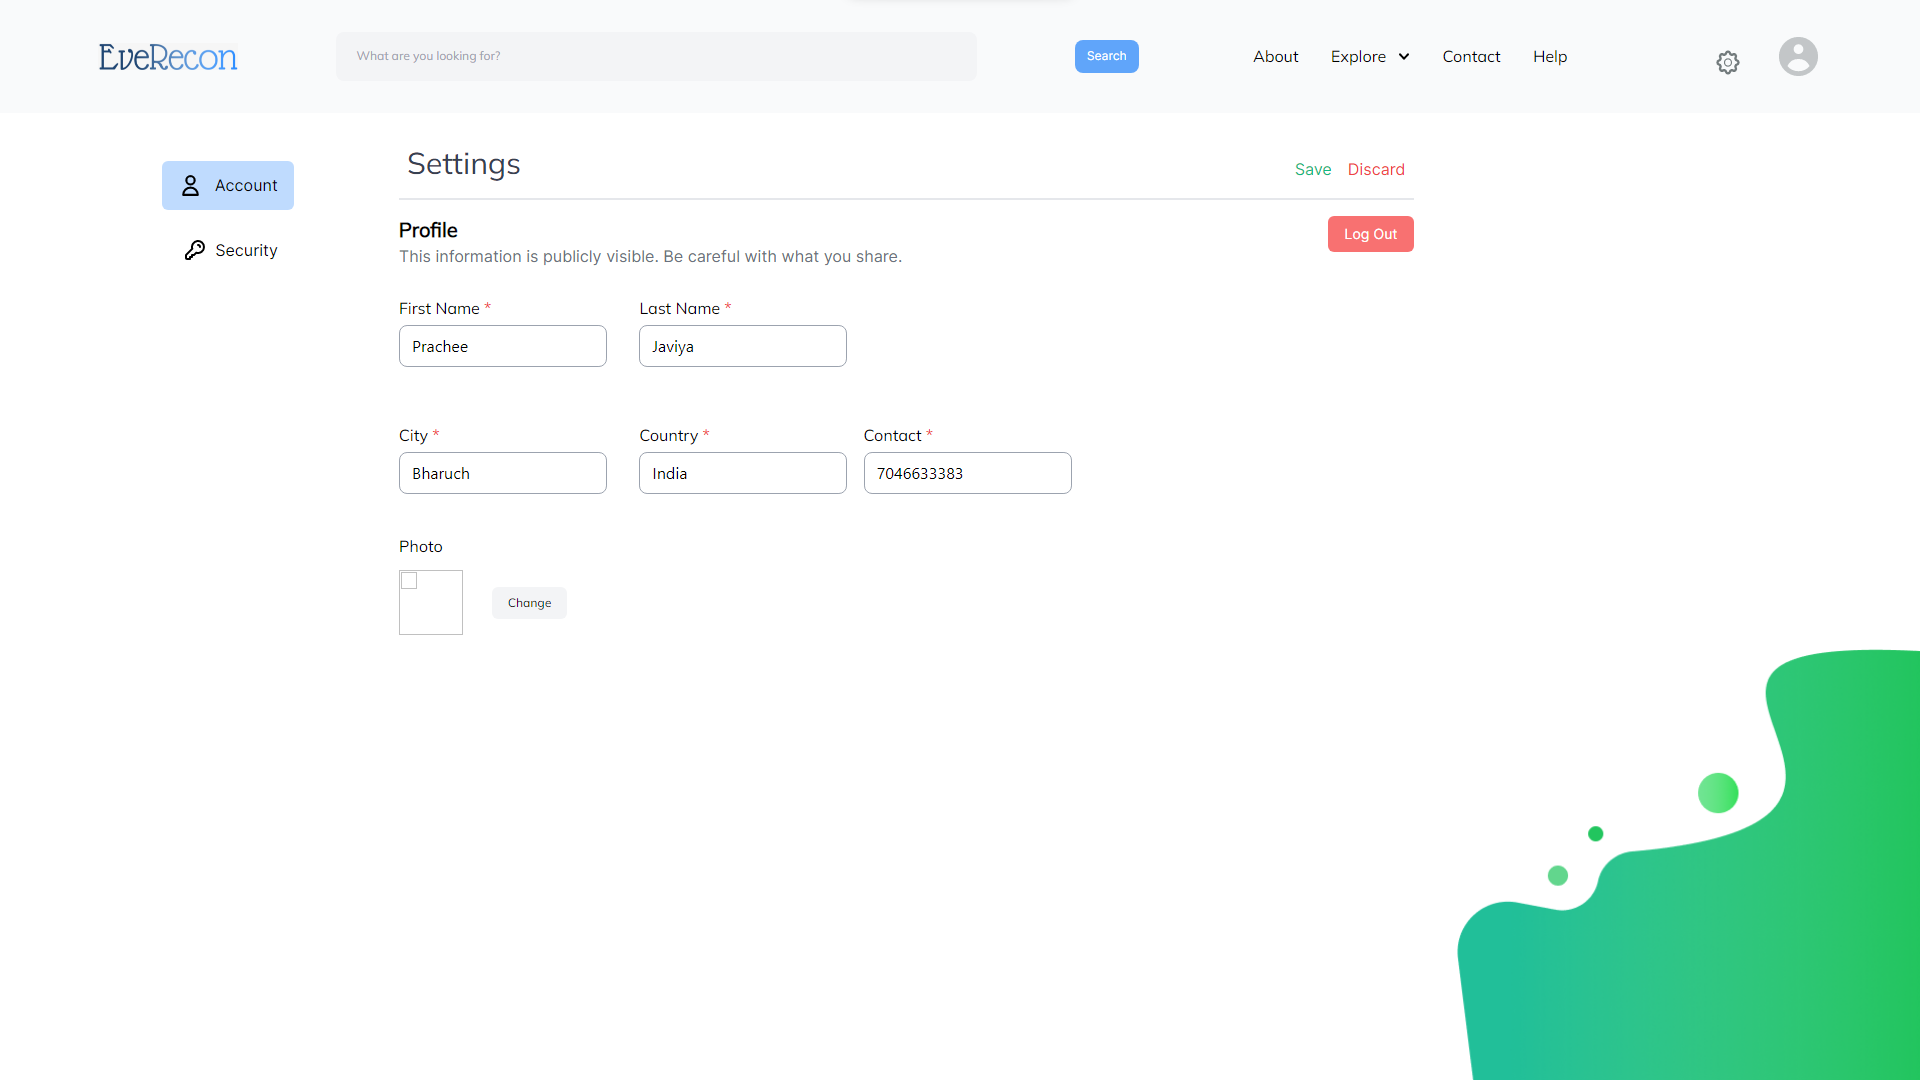 EveRecon
What are you looking for?
Search
About
Explore
Contact
Help
Account
Security
Settings
Save
Discard
Profile
This information is publicly visible. Be careful with what you share.
Log Out
First Name *
Last Name *
Prachee
Javiya
City *
Country *
Contact *
Bharuch
India
7046633383
Photo
Change